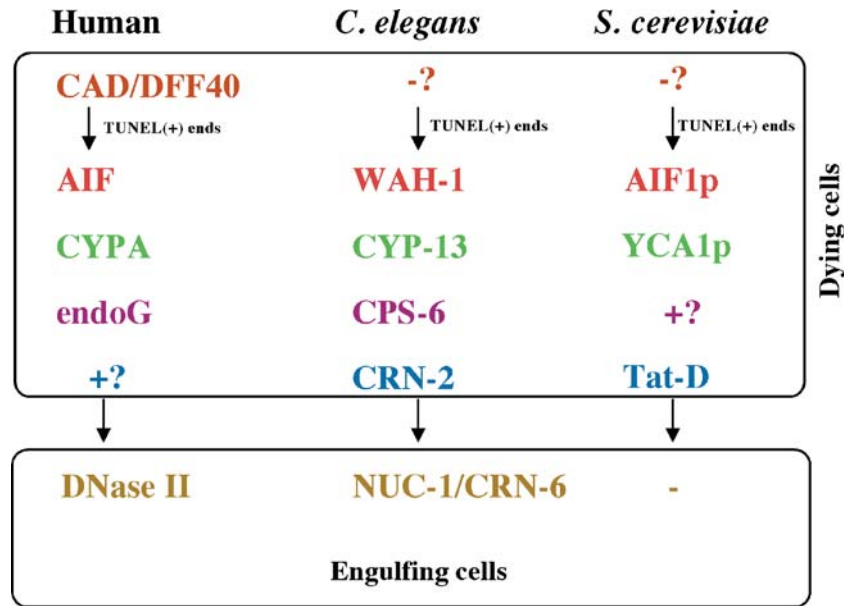 Human C. elegans S. cerevisiae
CAD/DFF40 -? -?
TUNEL(+) ends TUNEL(+) ends TUNEL(+) ends
AIF WAH-1 AIF1p
CYPA CYP-13 YCA1p
endoG CPS-6 +?
+? CRN-2 Tat-D
Dying cells
DNase II NUC-1/CRN-6 -
Engulfing cells